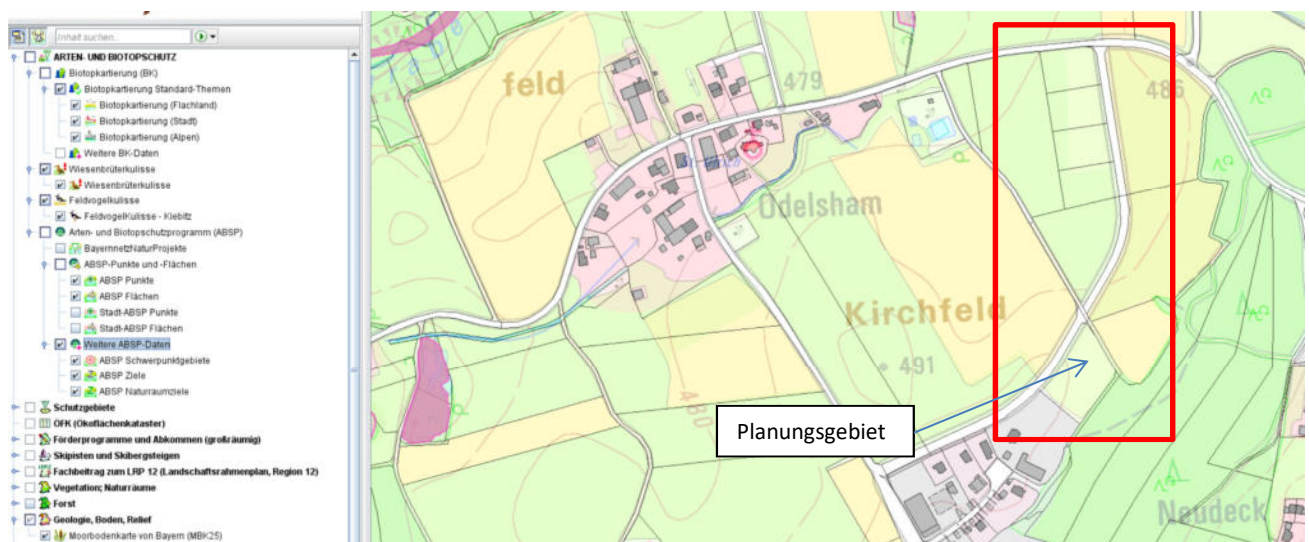 Inhalt suchen...
ARTEN- UND BIOTOPSCHUTZ
Biotopkartierung (BK)
Biotopkartierung Standard-Themen
Biotopkartierung (Flachland)
Biotopkartierung (Stadt)
Biotopkartierung (Alpen)
Weitere BK-Daten
Wiesenbrüterkulisse
Wiesenbrüterkulisse
Feldvogelkulisse
FeldvogelKulisse - Kiebitz
Arten- und Biotopschutzprogramm (ABSP)
BayernnetzNaturProjekte
ABSP-Punkte und -Flächen
ABSP Punkte
ABSP Flächen
Stadt-ABSP Punkte
Stadt-ABSP Flächen
Weitere ABSP-Daten
ABSP Schwerpunktgebiete
ABSP Ziele
ABSP Naturraumziele
Schutzgebiete
ÖFK (Ökoflächenkataster)
Förderprogramme und Abkommen (großräumig)
Skipisten und Skibergsteigen
Fachbeitrag zum LRP 12 (Landschaftsrahmenplan, Region 12)
Vegetation; Naturräume
Forst
Geologie, Boden, Relief
Moorbodenkarte von Bayern (MBK25)
feld
479
486
Odelsham
Kirchfeld
491
480
Planungsgebiet
Neudeck